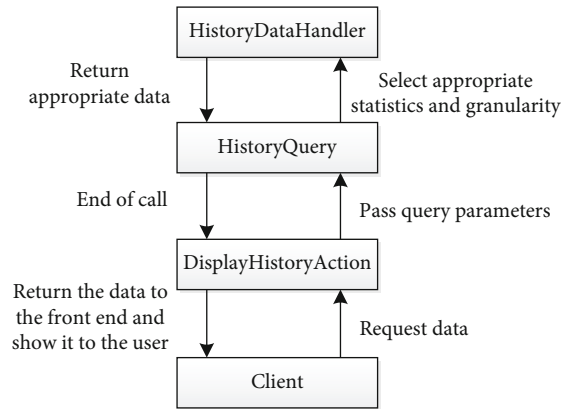 HistoryDataHandler
Return
appropriate data
Select appropriate
statistics and granularity
HistoryQuery
End of call
Pass query parameters
DisplayHistoryAction
Return the data to
the front end and
show it to the user
Request data
Client